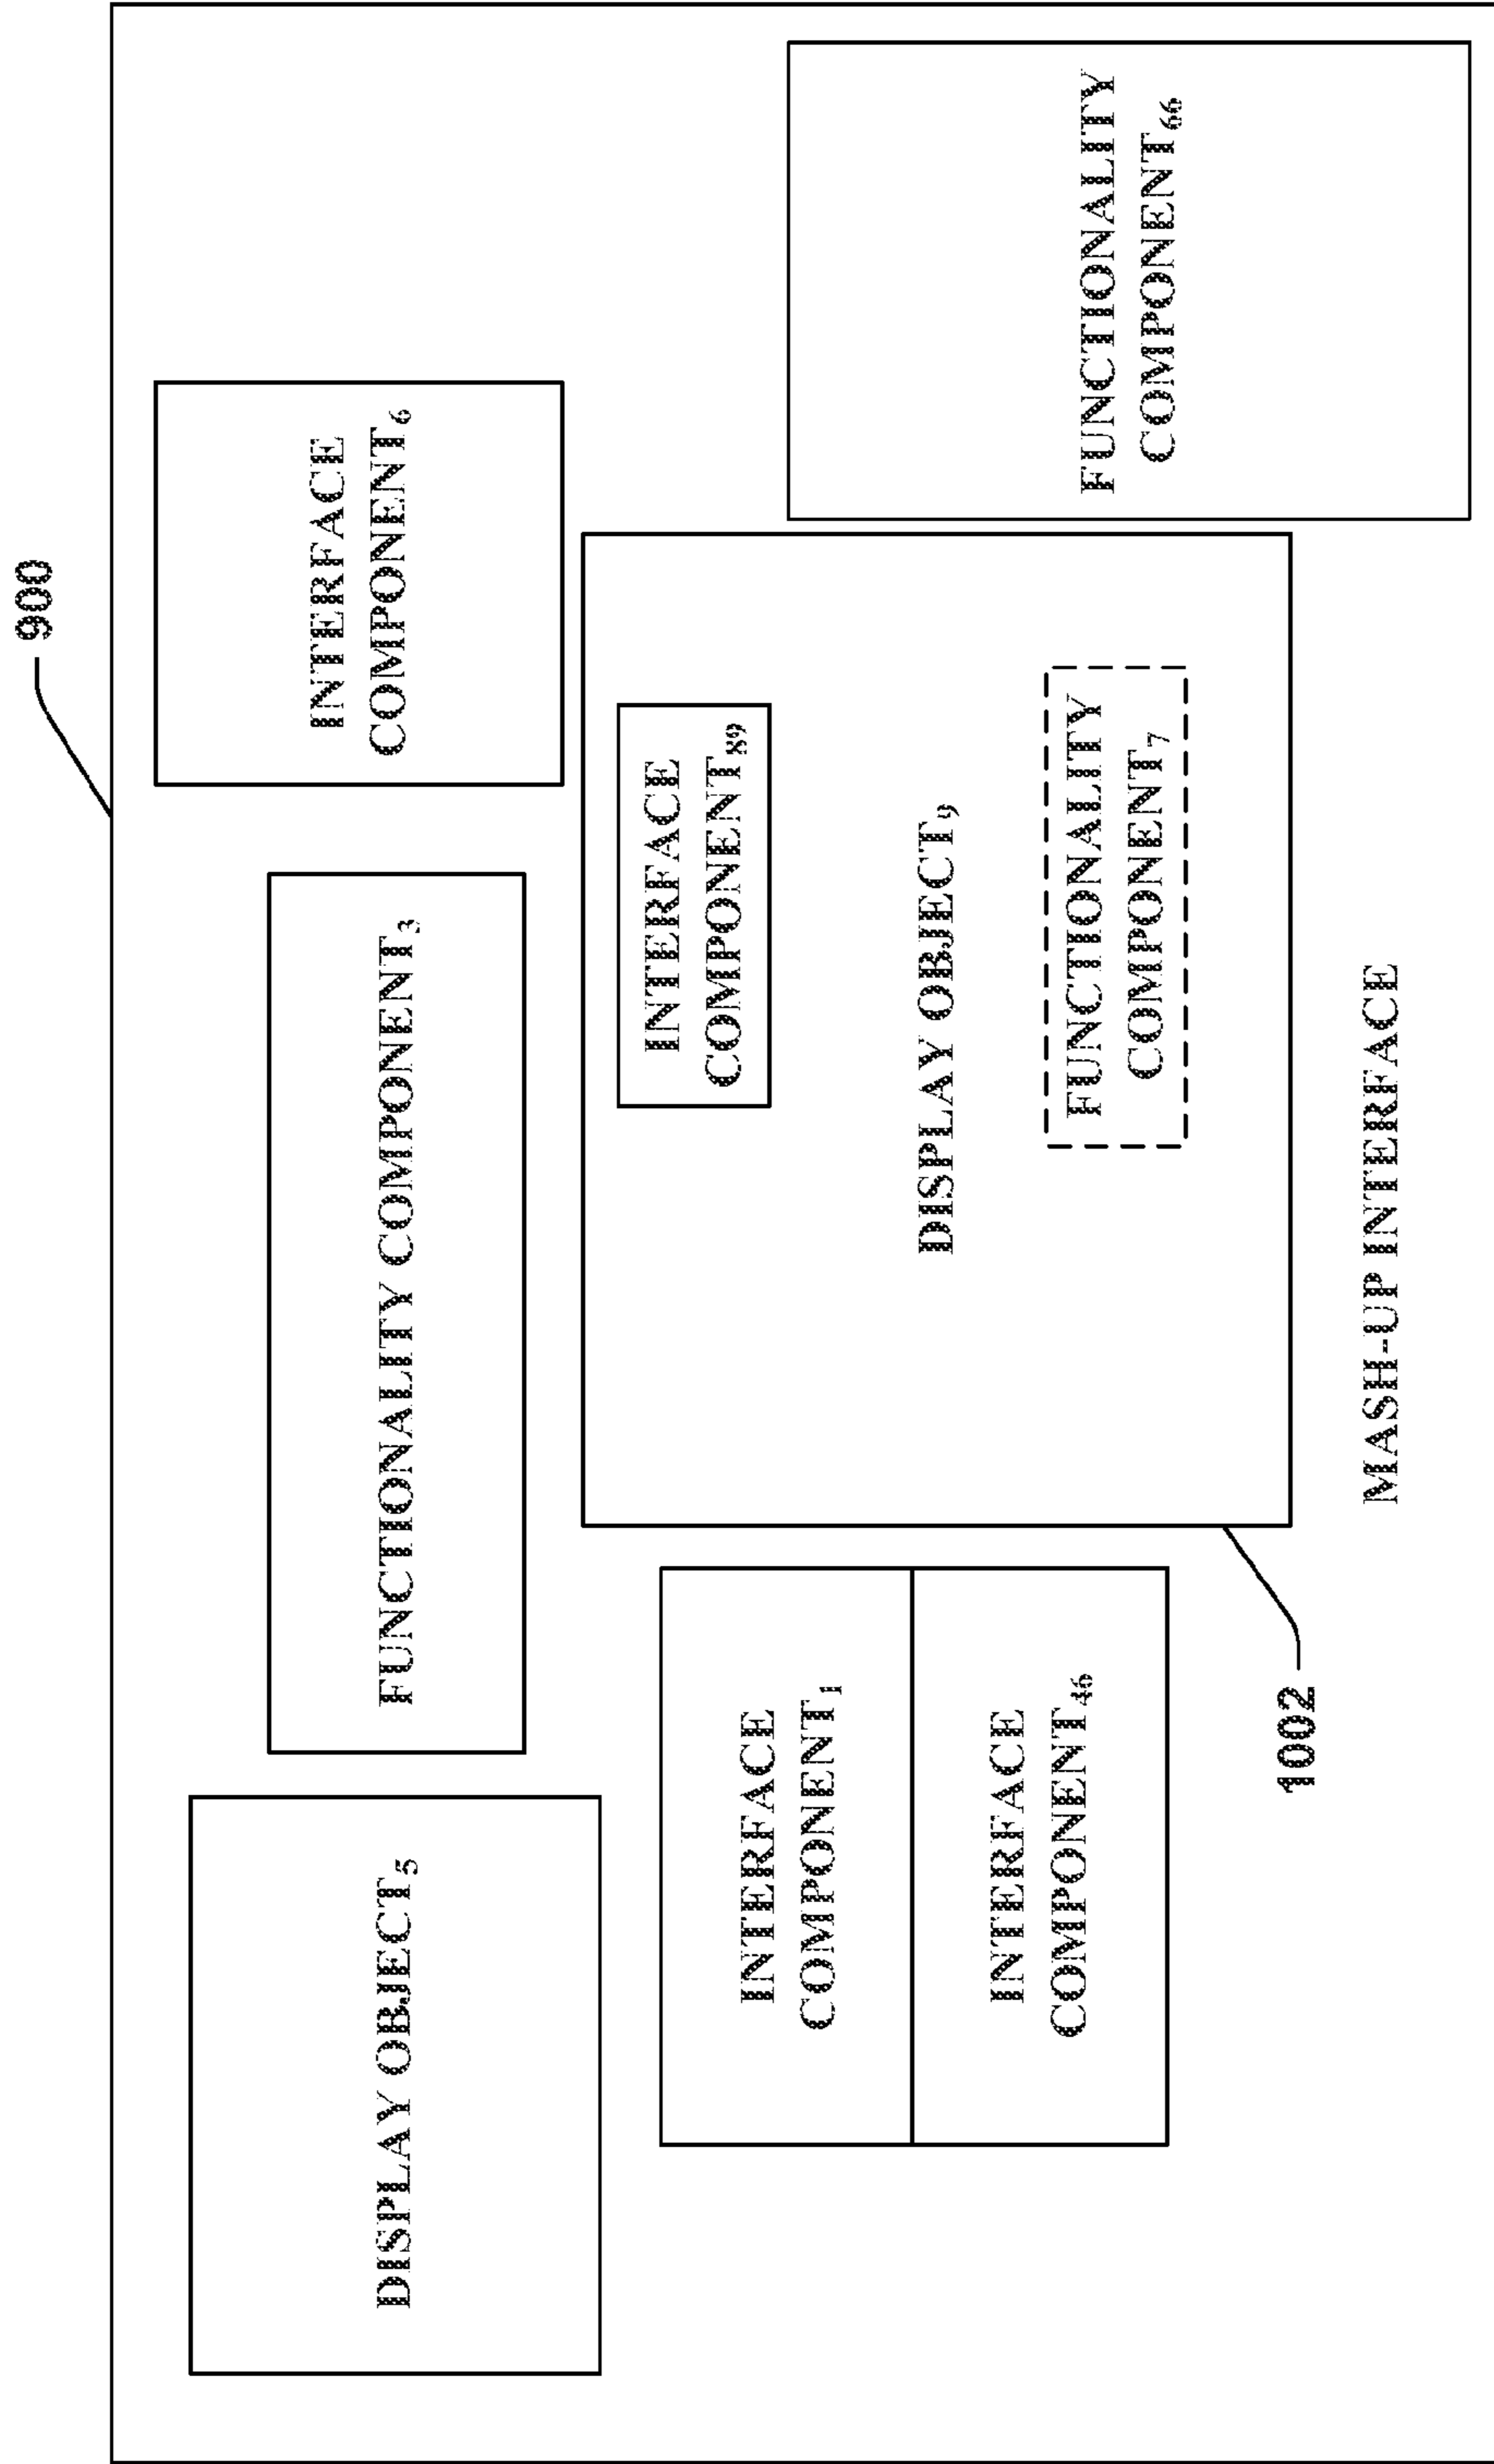 900
DISPLAY OBJECT₅
FUNCTIONALITY COMPONENT₃
INTERFACE
COMPONENT₆
INTERFACE
COMPONENT₁
INTERFACE
COMPONENT₄₆
INTERFACE
COMPONENT₈₉
DISPLAY OBJECT₉
FUNCTIONALITY
COMPONENT₇
FUNCTIONALITY
COMPONENT₆₆
1002
MASH-UP INTERFACE